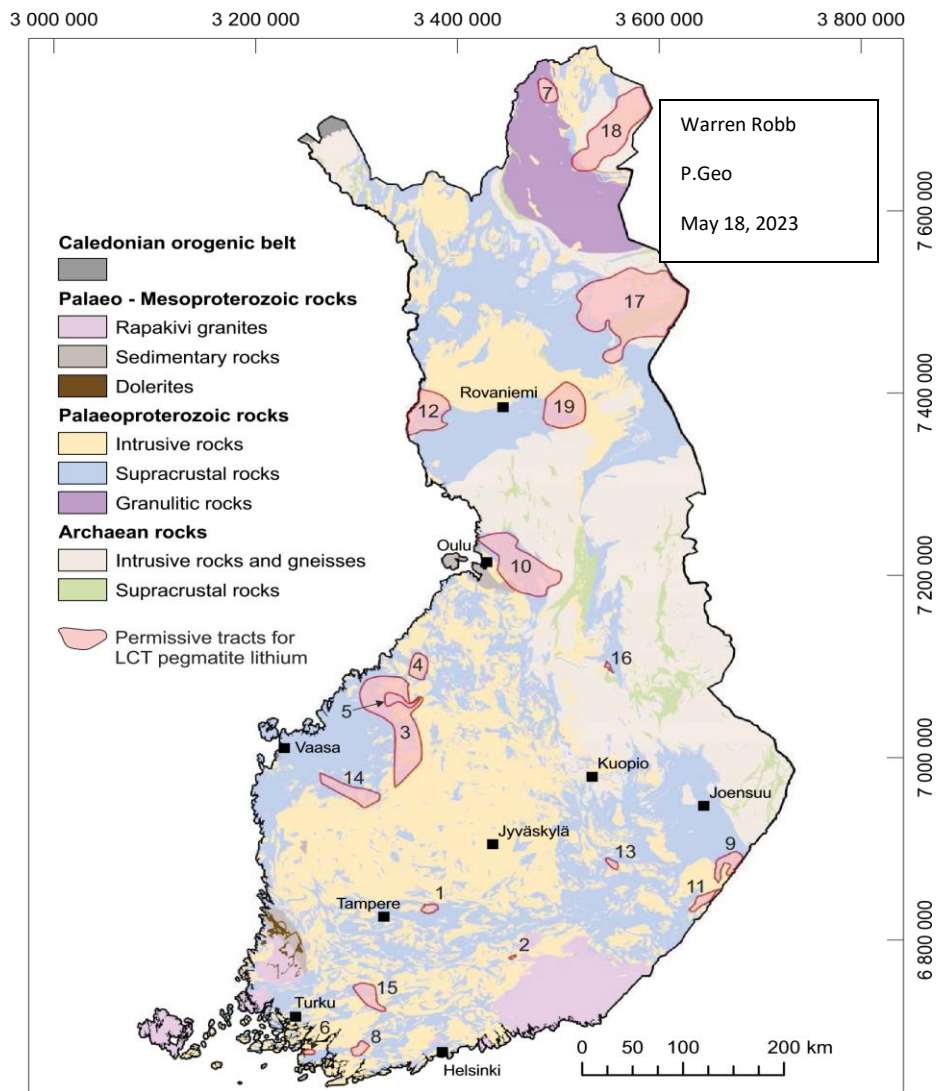 3 000 000
3 200 000
3 400 000
3 600 000
3 800 000
Warren Robb
P.Geo
May 18, 2023
7 600 000
7 400 000
7 200 000
7 000 000
6 800 000
Caledonian orogenic belt
Palaeo - Mesoproterozoic rocks
Rapakivi granites
Sedimentary rocks
Dolerites
Palaeoproterozoic rocks
Intrusive rocks
Supracrustal rocks
Granulitic rocks
Archaean rocks
Intrusive rocks and gneisses
Supracrustal rocks
Permissive tracts for
LCT pegmatite lithium
7
18
17
Rovaniemi
12
19
Oulu
10
16
4
5
3
Vaasa
14
Kuopio
Joensuu
Jyväskylä
13
9
11
1
Tampere
2
15
Turku
6
8
Helsinki
0 50 100 200 km